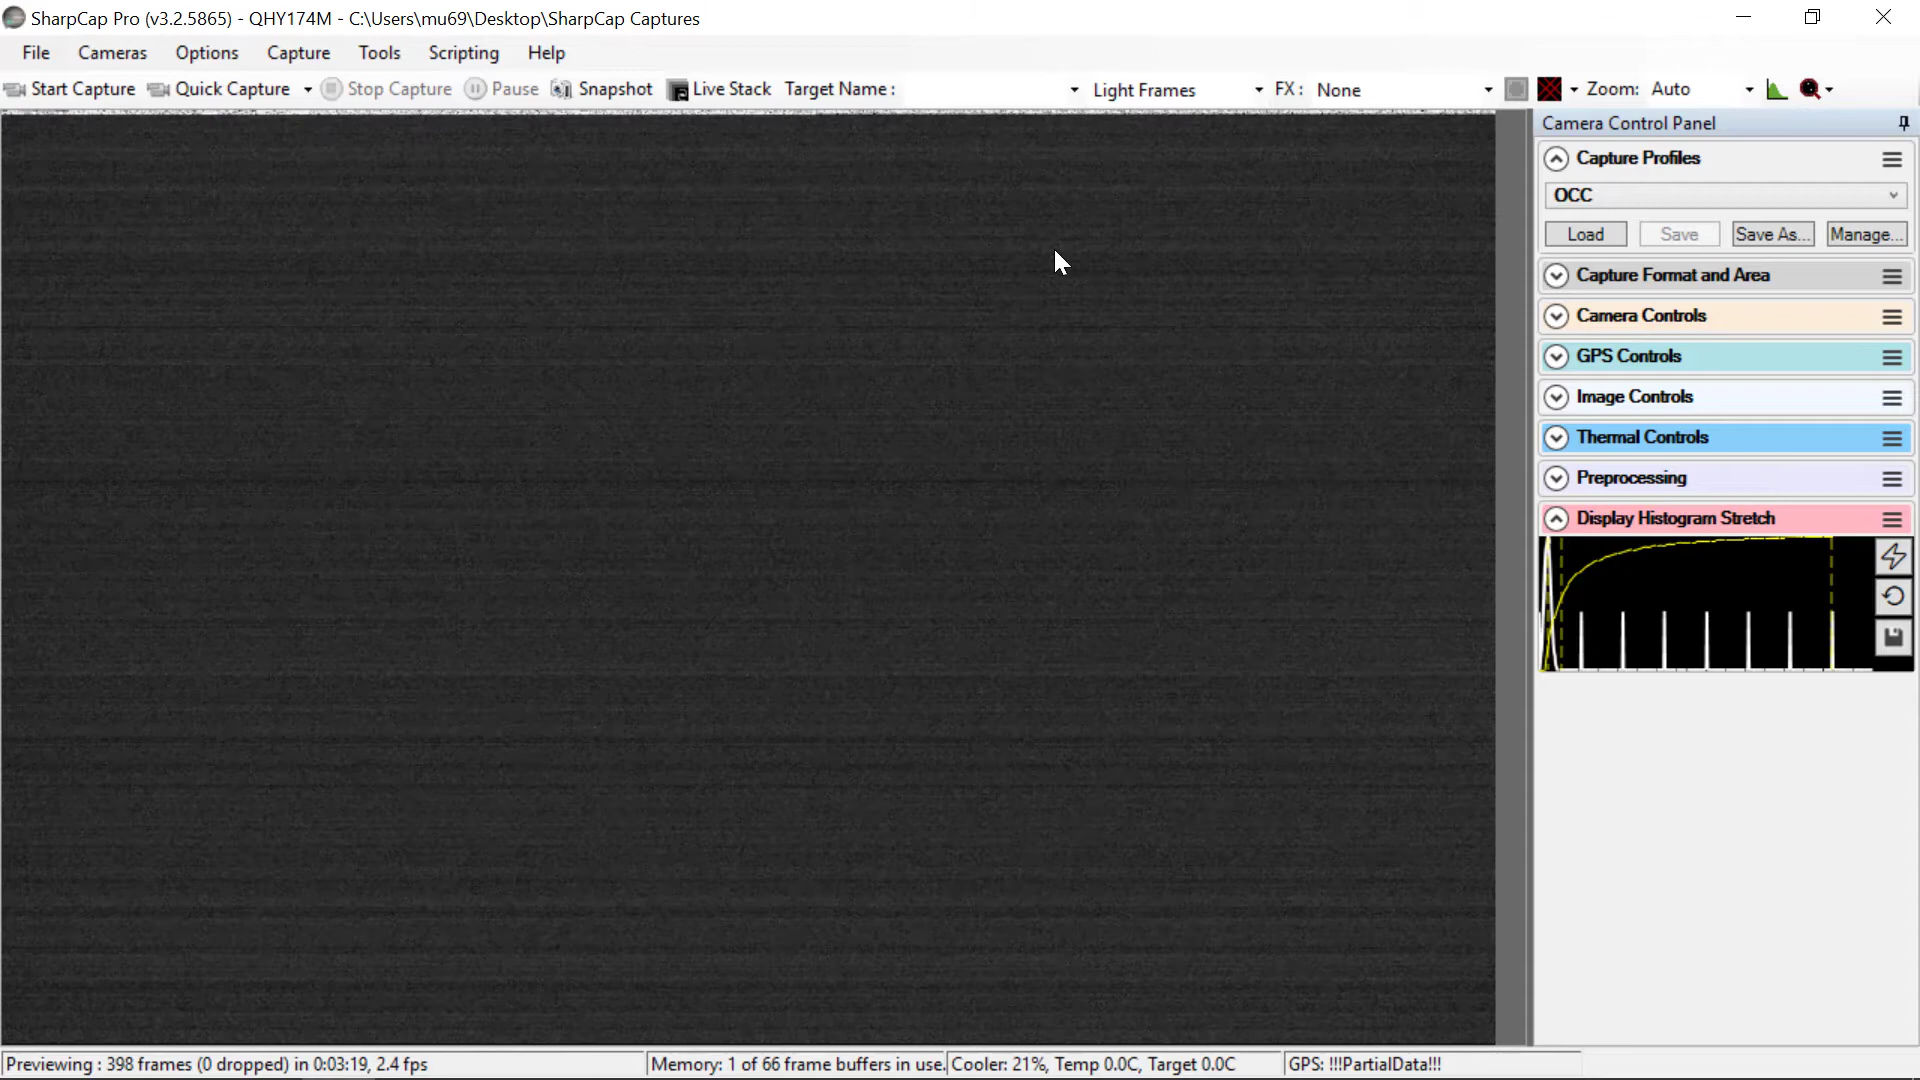 SharpCap Pro (v3.2.5865) - QHY174M - C:\Users\mu69\Desktop\SharpCap Captures
File Cameras Options Capture Tools Scripting Help
Start Capture Quick Capture Stop Capture Pause Snapshot Live Stack Target Name : Light Frames FX : None Zoom: Auto
Camera Control Panel
Capture Profiles
OCC
Load Save Save As... Manage...
Capture Format and Area
Camera Controls
GPS Controls
Image Controls
Thermal Controls
Preprocessing
Display Histogram Stretch
Previewing : 398 frames (0 dropped) in 0:03:19, 2.4 fps Memory: 1 of 66 frame buffers in use. Cooler: 21%, Temp 0.0C, Target 0.0C GPS: !!!PartialData!!!